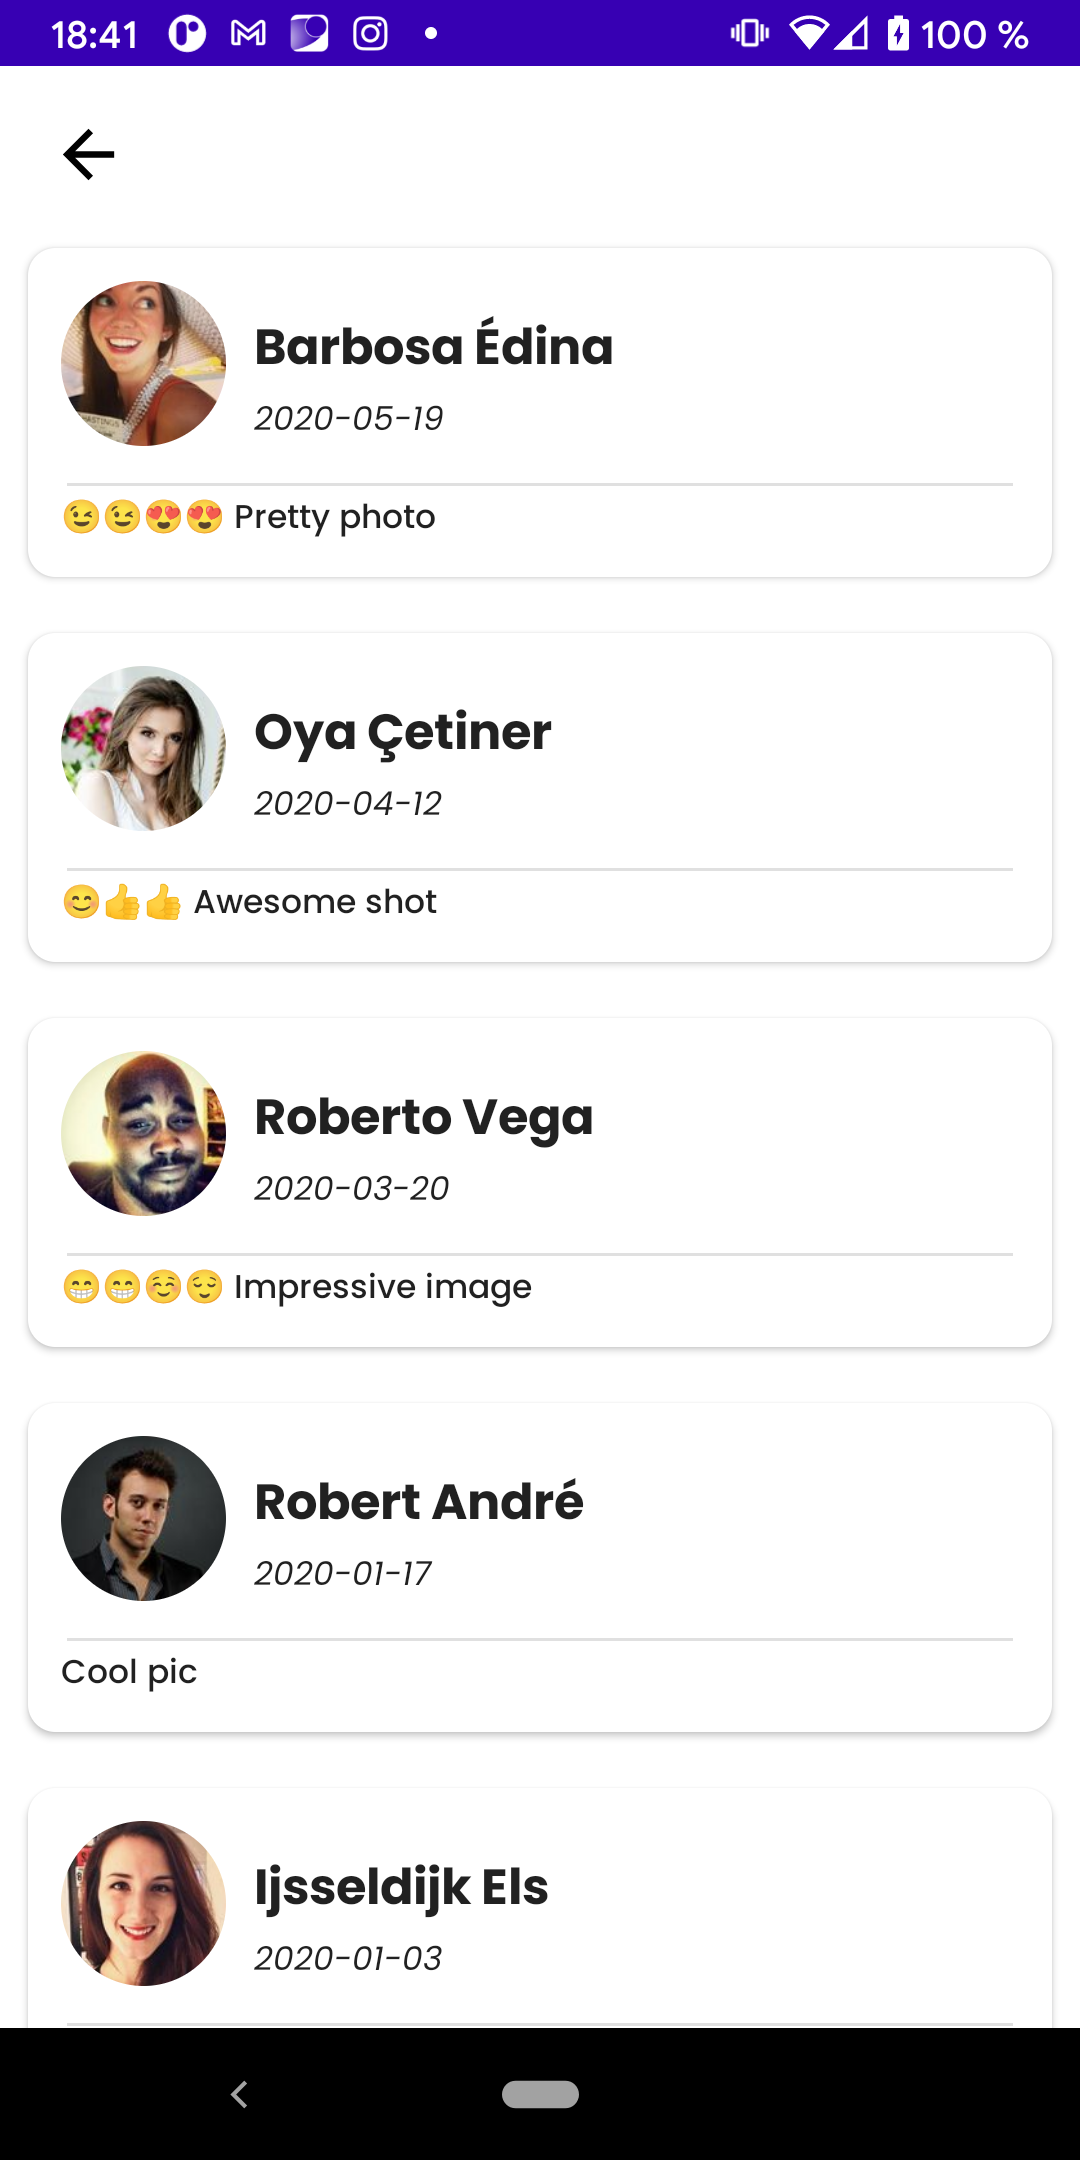 18:41 100 %
Barbosa Édina
2020-05-19
😉😉😍😍 Pretty photo
Oya Çetiner
2020-04-12
😊👍👍 Awesome shot
Roberto Vega
2020-03-20
😁😁☺️😌 Impressive image
Robert André
2020-01-17
Cool pic
Ijsseldijk Els
2020-01-03